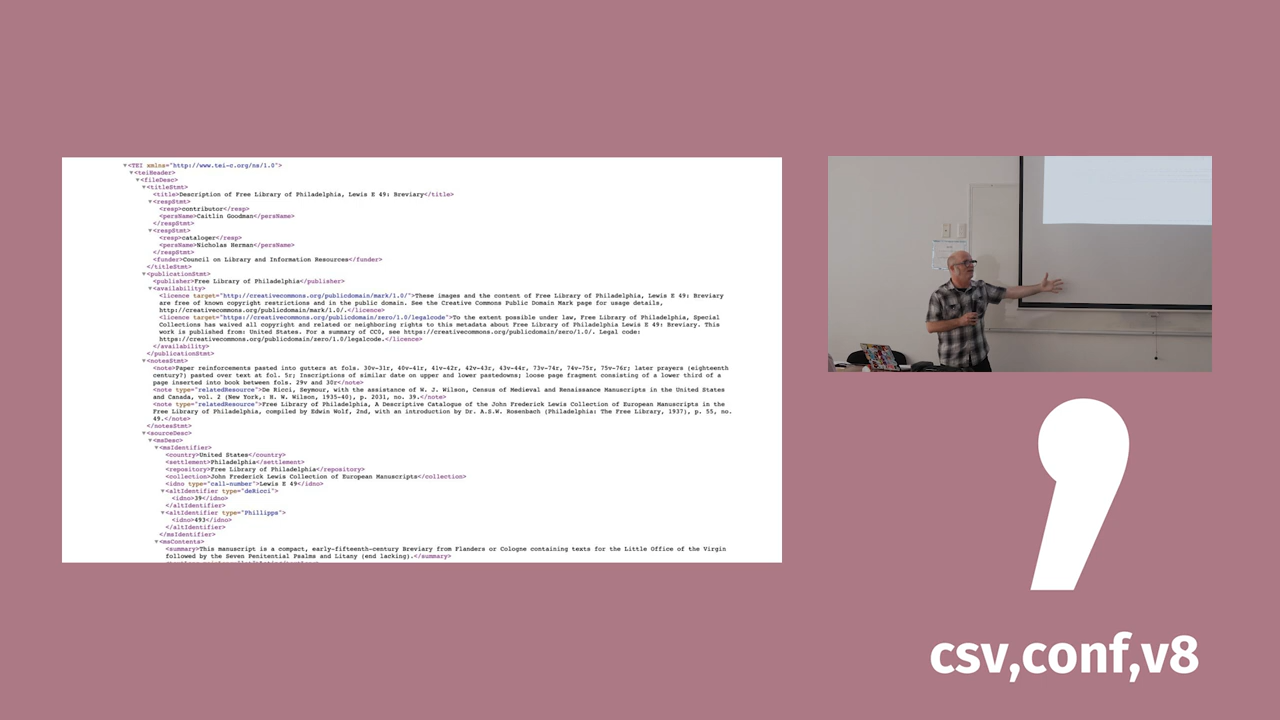 ▼<TEI xmlns="http://www.tei-c.org/ns/1.0">
▼<teiHeader>
▼<fileDesc>
▼<titleStmt>
<title>Description of Free Library of Philadelphia, Lewis E 49: Breviary</title>
▼<respStmt>
<resp>contributor</resp>
<persName>Caitlin Goodman</persName>
</respStmt>
▼<respStmt>
<resp>cataloger</resp>
<persName>Nicholas Herman</persName>
</respStmt>
<funder>Council on Library and Information Resources</funder>
</titleStmt>
▼<publicationStmt>
<publisher>Free Library of Philadelphia</publisher>
▼<availability>
<licence target="http://creativecommons.org/publicdomain/mark/1.0/">These images and the content of Free Library of Philadelphia, Lewis E 49: Breviary
are free of known copyright restrictions and in the public domain. See the Creative Commons Public Domain Mark page for usage details,
http://creativecommons.org/publicdomain/mark/1.0/.</licence>
<licence target="http://creativecommons.org/publicdomain/zero/1.0/legalcode">To the extent possible under law, Free Library of Philadelphia, Special
Collections has waived all copyright and related or neighboring rights to this metadata about Free Library of Philadelphia Lewis E 49: Breviary. This
work is published from: United States. For a summary of CC0, see https://creativecommons.org/publicdomain/zero/1.0/. Legal code:
https://creativecommons.org/publicdomain/zero/1.0/legalcode.</licence>
</availability>
</publicationStmt>
▼<notesStmt>
<note>Paper reinforcements pasted into gutters at fols. 30v-31r, 40v-41r, 41v-42r, 42v-43r, 43v-44r, 73v-74r, 74v-75r, 75v-76r; later prayers (eighteenth
century?) pasted over text at fol. 5r; Inscriptions of similar date on upper and lower pastedowns; loose page fragment consisting of a lower third of a
page inserted into book between fols. 29v and 30r</note>
<note type="relatedResource">De Ricci, Seymour, with the assistance of W. J. Wilson, Census of Medieval and Renaissance Manuscripts in the United States
and Canada, vol. 2 (New York,: H. W. Wilson, 1935-40), p. 2031, no. 39.</note>
<note type="relatedResource">Free Library of Philadelphia, A Descriptive Catalogue of the John Frederick Lewis Collection of European Manuscripts in the
Free Library of Philadelphia, compiled by Edwin Wolf, 2nd, with an introduction by Dr. A.S.W. Rosenbach (Philadelphia: The Free Library, 1937), p. 55, no.
49.</note>
</notesStmt>
▼<sourceDesc>
▼<msDesc>
▼<msIdentifier>
<country>United States</country>
<settlement>Philadelphia</settlement>
<repository>Free Library of Philadelphia</repository>
<collection>John Frederick Lewis Collection of European Manuscripts</collection>
<idno type="call-number">Lewis E 49</idno>
▼<altIdentifier type="deRicci">
<idno>39</idno>
</altIdentifier>
▼<altIdentifier type="Phillipps">
<idno>493</idno>
</altIdentifier>
</msIdentifier>
▼<msContents>
<summary>This manuscript is a compact, early-fifteenth-century Breviary from Flanders or Cologne containing texts for the Little Office of the Virgin
followed by the Seven Penitential Psalms and Litany (end lacking).</summary>
csv,conf,v8